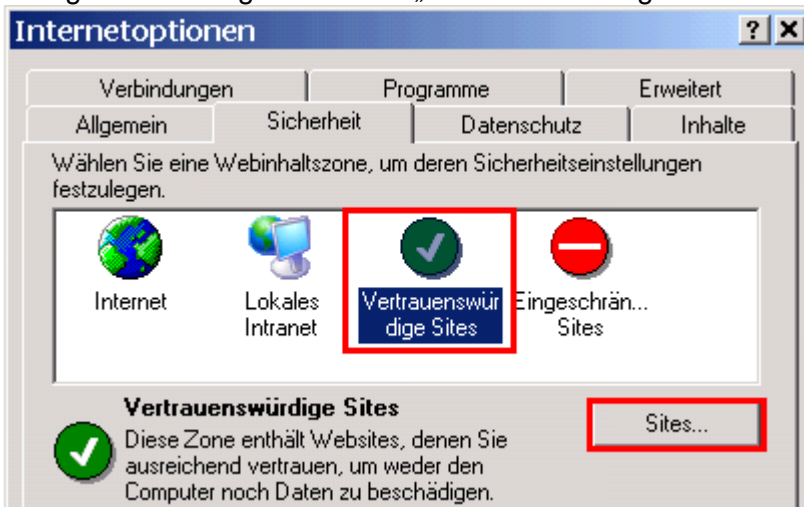 Internetoptionen
Verbindungen Programme Erweitert
Allgemein Sicherheit Datenschutz Inhalte
Wählen Sie eine Webinhaltszone, um deren Sicherheitseinstellungen
festzulegen.
Internet Lokales Vertrauenswür Eingeschrän...
Intranet dige Sites Sites
Vertrauenswürdige Sites
Sites...
Diese Zone enthält Websites, denen Sie
ausreichend vertrauen, um weder den
Computer noch Daten zu beschädigen.